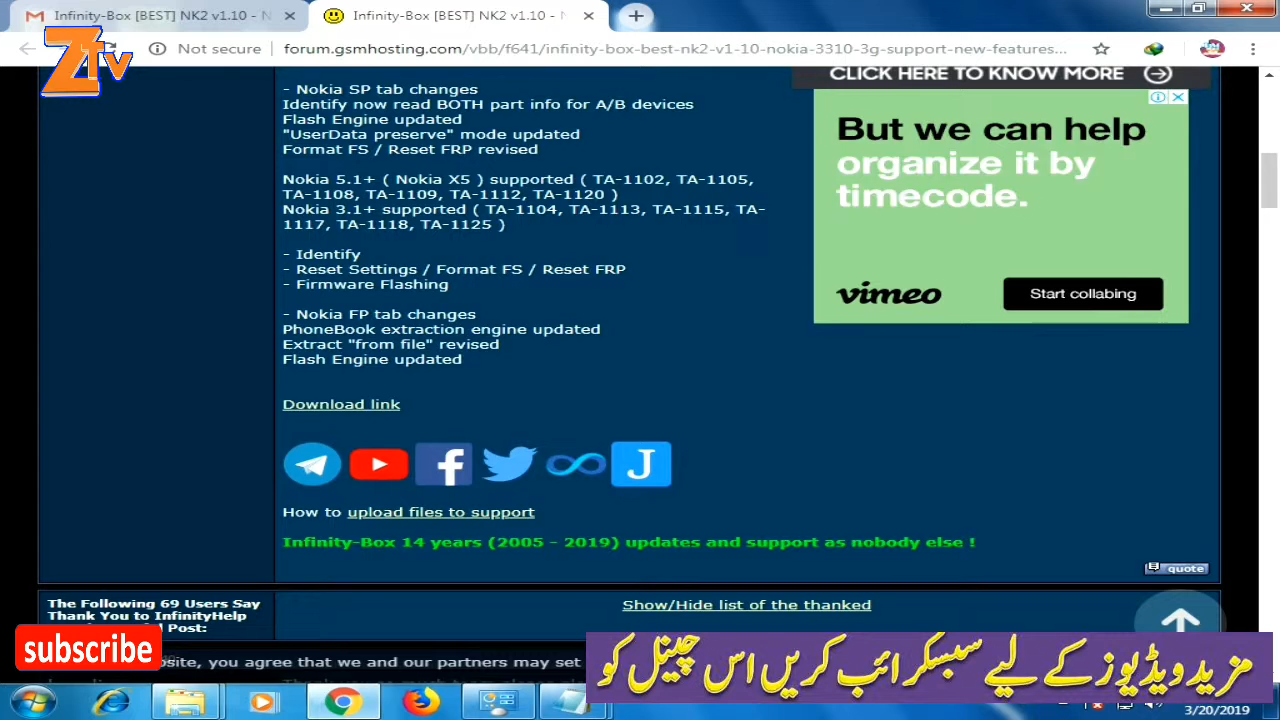 Infinity-Box [BEST] NK2 v1.10 - N
Infinity-Box [BEST] NK2 v1.10 -
ZTV
Not secure
forum.gsmhosting.com/vbb/f641/infinity-box-best-nk2-v1-10-nokia-3310-3g-support-new-features...
- Nokia SP tab changes
Identify now read BOTH part info for A/B devices
Flash Engine updated
"UserData preserve" mode updated
Format FS / Reset FRP revised
Nokia 5.1+ ( Nokia X5 ) supported ( TA-1102, TA-1105,
TA-1108, TA-1109, TA-1112, TA-1120 )
Nokia 3.1+ supported ( TA-1104, TA-1113, TA-1115, TA-
1117, TA-1118, TA-1125 )
- Identify
- Reset Settings / Format FS / Reset FRP
- Firmware Flashing
- Nokia FP tab changes
PhoneBook extraction engine updated
Extract "from file" revised
Flash Engine updated
Download link
J
How to upload files to support
Infinity-Box 14 years (2005 - 2019) updates and support as nobody else !
CLICK HERE TO KNOW MORE
But we can help
organize it by
timecode.
vimeo
Start collabing
quote
The Following 69 Users Say
Thank You to InfinityHelp
Post:
Show/Hide list of the thanked
subscribe
site, you agree that we and our partners may set
مزید ویڈیوز کے لیے سبسکرائب کریں اس چینل کو
3/20/2019